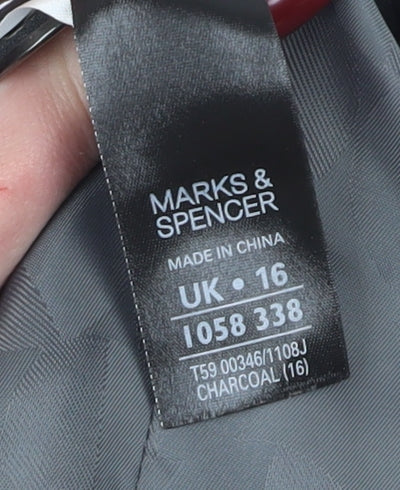 MARKS &
SPENCER
MADE IN CHINA
UK • 16
1058 338
T59 00346/1108J
CHARCOAL (16)